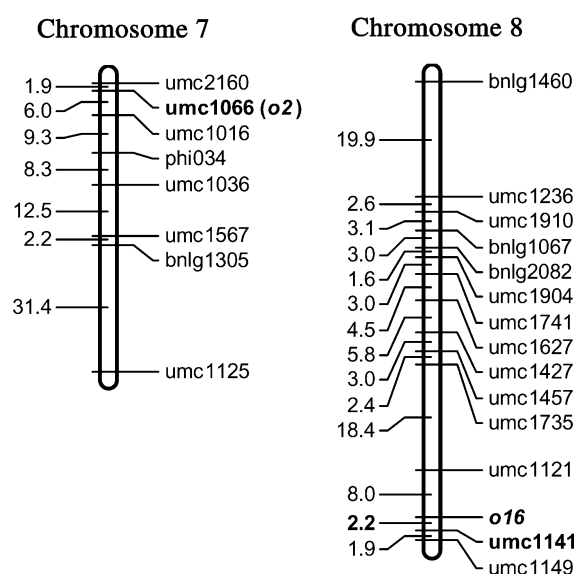 Chromosome 7
1.9
6.0
9.3
8.3
12.5
2.2
31.4
umc2160
umc1066 (o2)
umc1016
phi034
umc1036
umc1567
bnlg1305
umc1125
Chromosome 8
19.9
2.6
3.1
3.0
1.6
3.0
4.5
5.8
3.0
2.4
18.4
8.0
2.2
1.9
bnlg1460
umc1236
umc1910
bnlg1067
bnlg2082
umc1904
umc1741
umc1627
umc1427
umc1457
umc1735
umc1121
o16
umc1141
umc1149